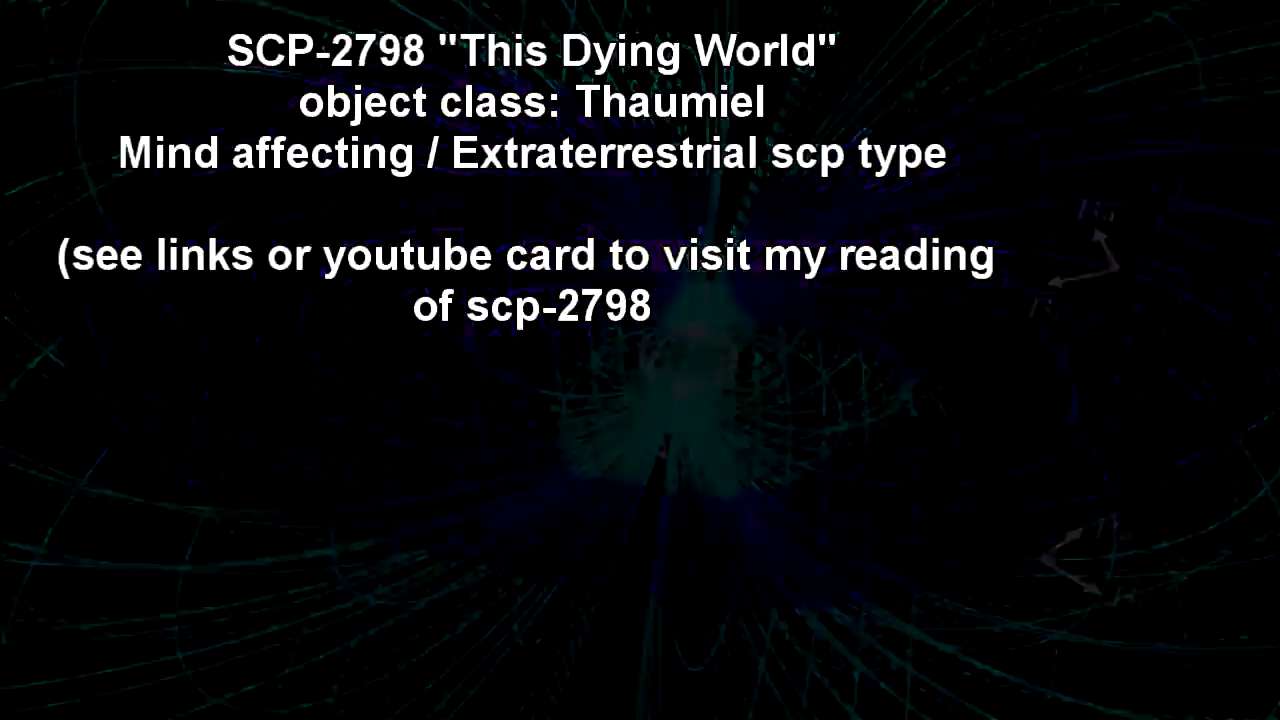 SCP-2798 "This Dying World"
object class: Thaumiel
Mind affecting / Extraterrestrial scp type
(see links or youtube card to visit my reading
of scp-2798